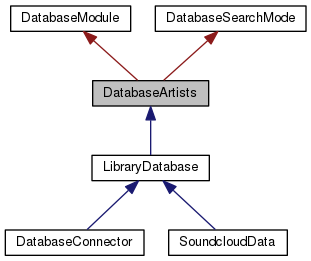 DatabaseModule
DatabaseSearchMode
DatabaseArtists
LibraryDatabase
DatabaseConnector
SoundcloudData